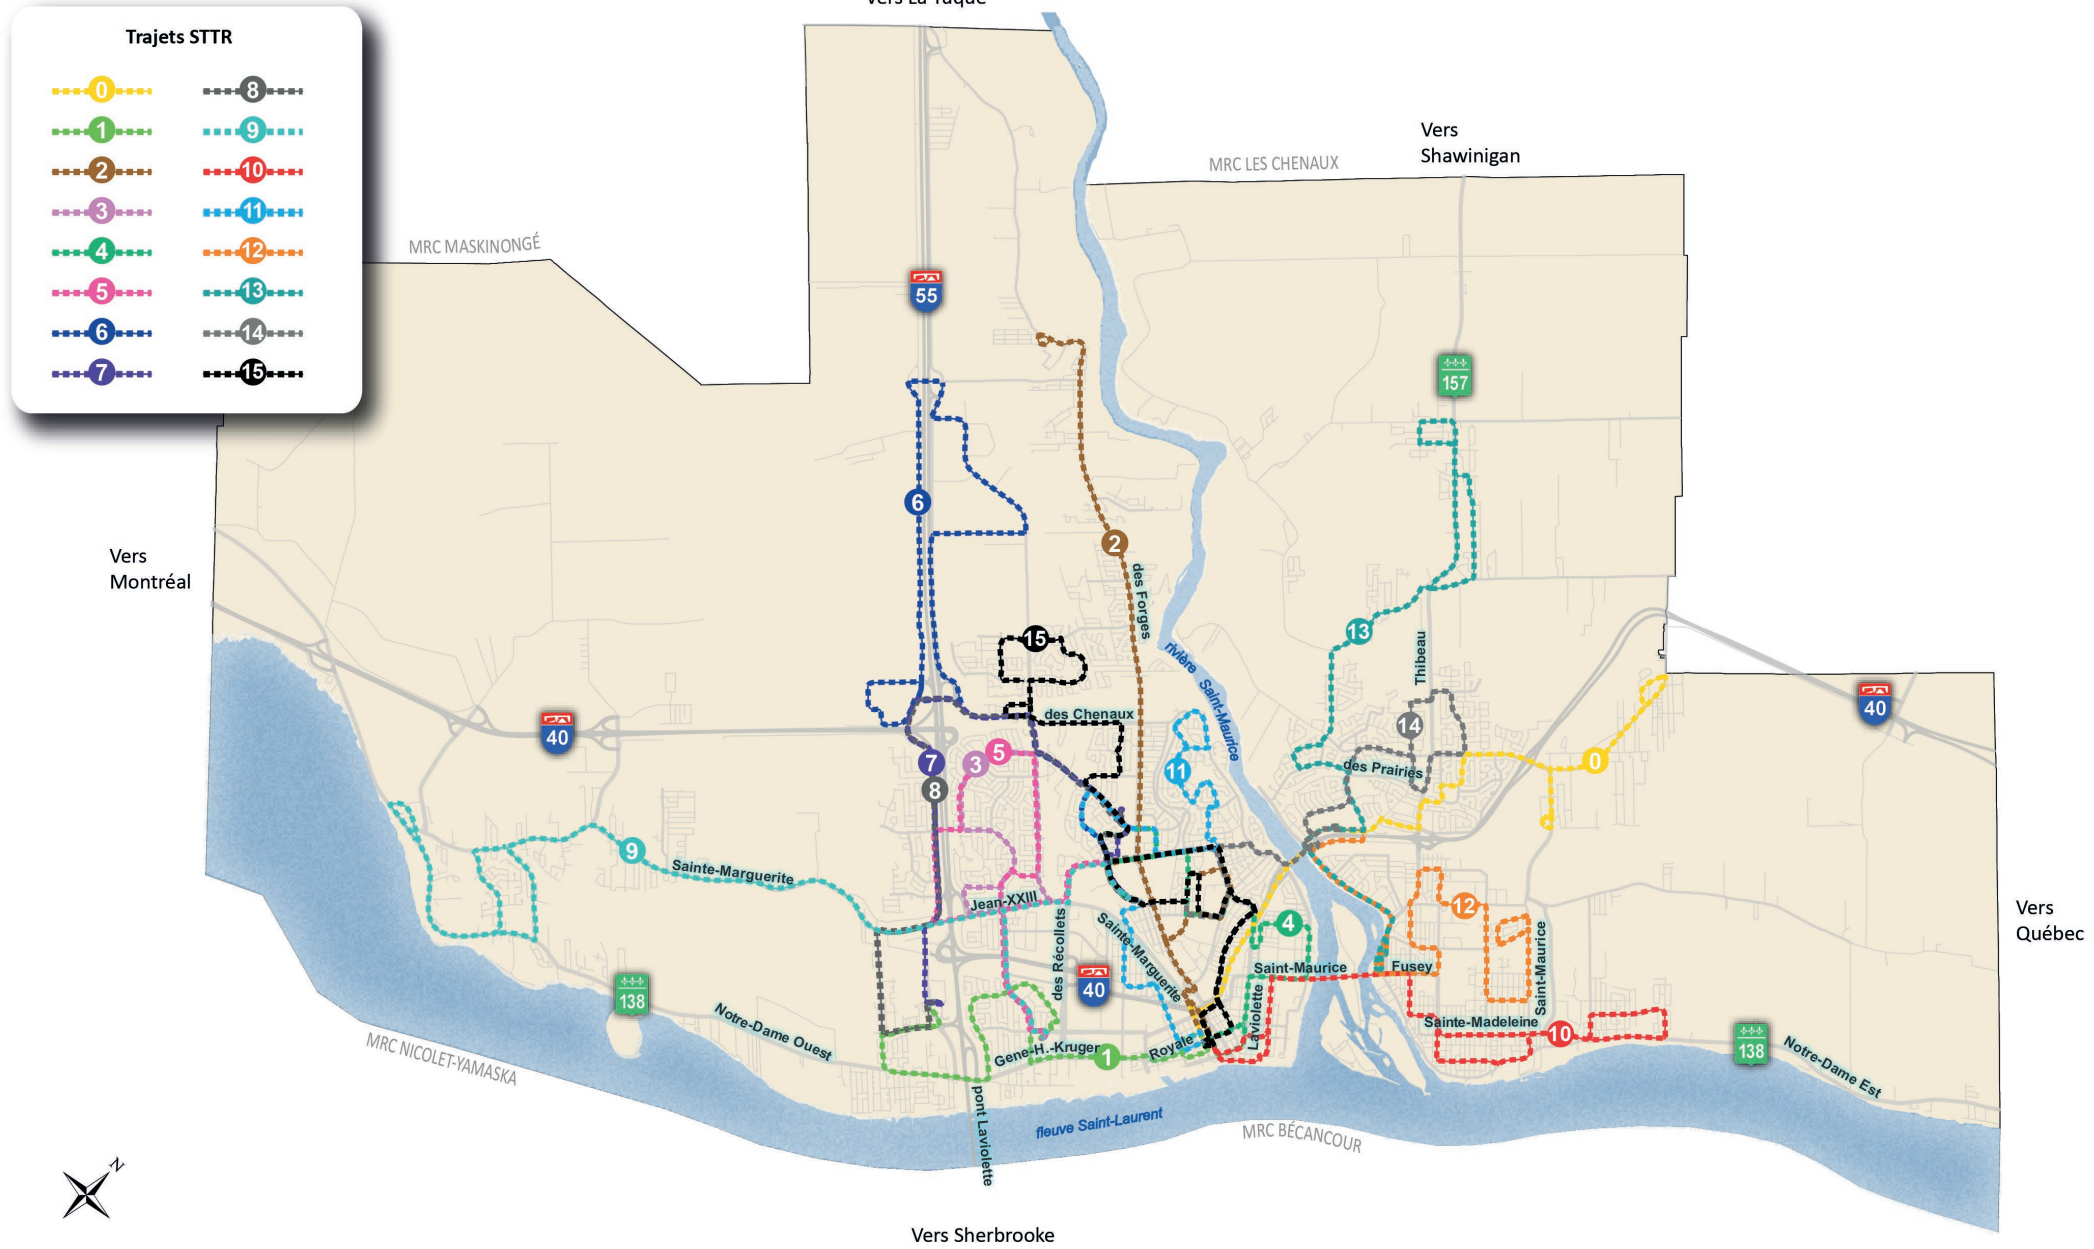 Vers La Tuque
Trajets STTR
0
8
1
9
2
10
3
11
4
12
5
13
6
14
7
15
MRC MASKINONGÉ
MRC LES CHENAUX
Vers
Shawinigan
55
157
6
2
des Forges
Vers
Montréal
15
13
Thibeau
rivière Saint-Maurice
40
des Chenaux
14
40
7
3
5
11
des Prairies
0
8
9
Sainte-Marguerite
Jean-XXIII
des Récollets
Sainte-Marguerite
4
12
Saint-Maurice
Fusey
Saint-Maurice
Vers
Québec
138
40
Laviolette
Notre-Dame Ouest
Sainte-Madeleine
10
Gene-H.-Kruger
1
Royale
138
Notre-Dame Est
MRC NICOLET-YAMASKA
pont Laviolette
fleuve Saint-Laurent
MRC BÉCANCOUR
N
Vers Sherbrooke